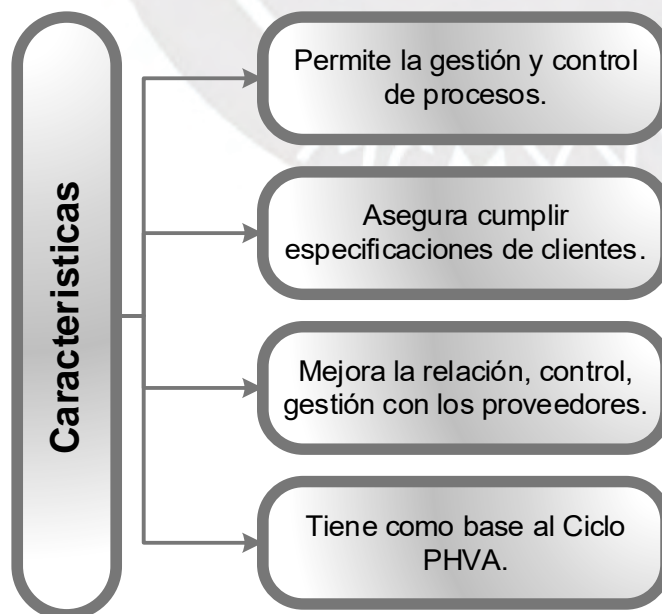 Caracteristicas
Permite la gestión y control
de procesos.
Asegura cumplir
especificaciones de clientes.
Mejora la relación, control,
gestión con los proveedores.
Tiene como base al Ciclo
PHVA.